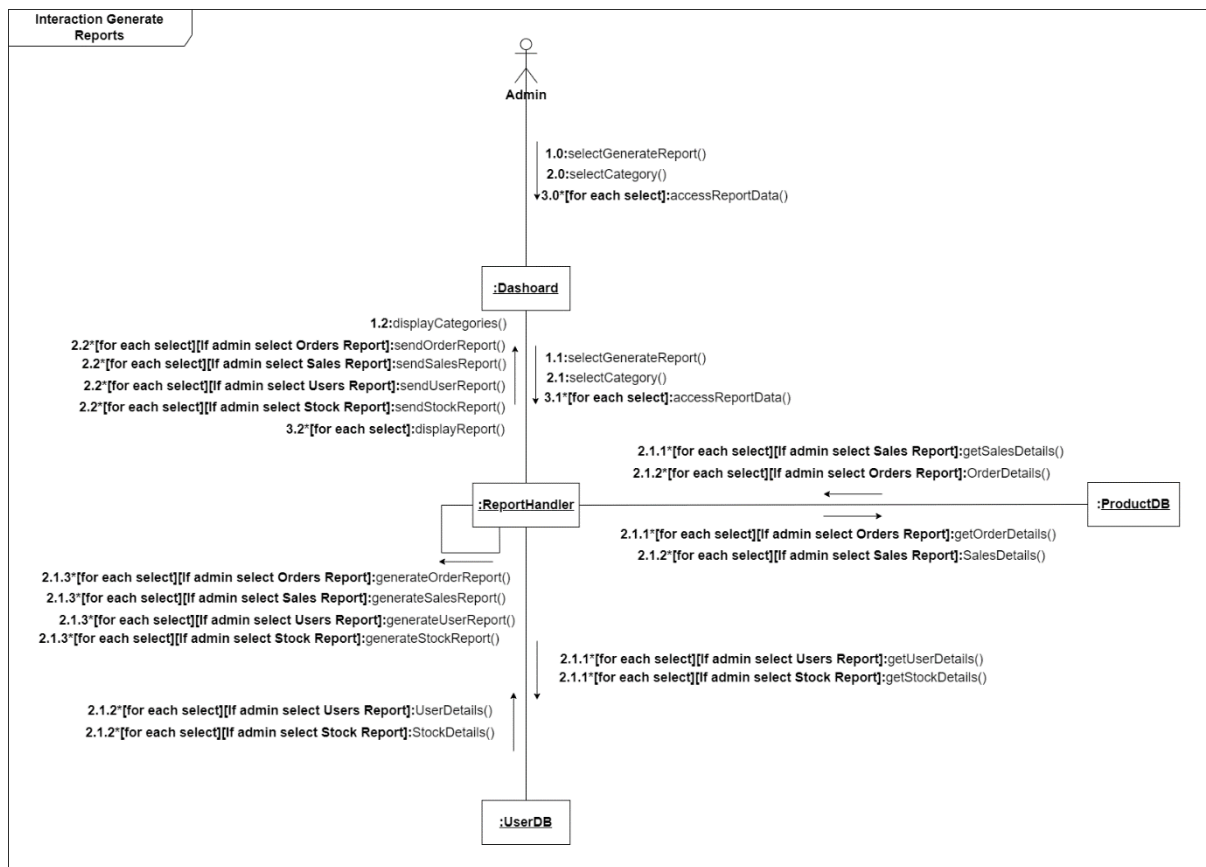 Interaction Generate
Reports
Admin
1.0:selectGenerateReport()
2.0:selectCategory()
3.0*[for each select]:accessReportData()
:Dashoard
1.2:displayCategories()
2.2*[for each select][If admin select Orders Report]:sendOrderReport()
2.2*[for each select][If admin select Sales Report]:sendSalesReport()
2.2*[for each select][If admin select Users Report]:sendUserReport()
2.2*[for each select][If admin select Stock Report]:sendStockReport()
3.2*[for each select]:displayReport()
1.1:selectGenerateReport()
2.1:selectCategory()
3.1*[for each select]:accessReportData()
2.1.1*[for each select][If admin select Sales Report]:getSalesDetails()
2.1.2*[for each select][If admin select Orders Report]:OrderDetails()
:ReportHandler
:ProductDB
2.1.1*[for each select][If admin select Orders Report]:getOrderDetails()
2.1.2*[for each select][If admin select Sales Report]:SalesDetails()
2.1.3*[for each select][If admin select Orders Report]:generateOrderReport()
2.1.3*[for each select][If admin select Sales Report]:generateSalesReport()
2.1.3*[for each select][If admin select Users Report]:generateUserReport()
2.1.3*[for each select][If admin select Stock Report]:generateStockReport()
2.1.1*[for each select][If admin select Users Report]:getUserDetails()
2.1.1*[for each select][If admin select Stock Report]:getStockDetails()
2.1.2*[for each select][If admin select Users Report]:UserDetails()
2.1.2*[for each select][If admin select Stock Report]:StockDetails()
:UserDB